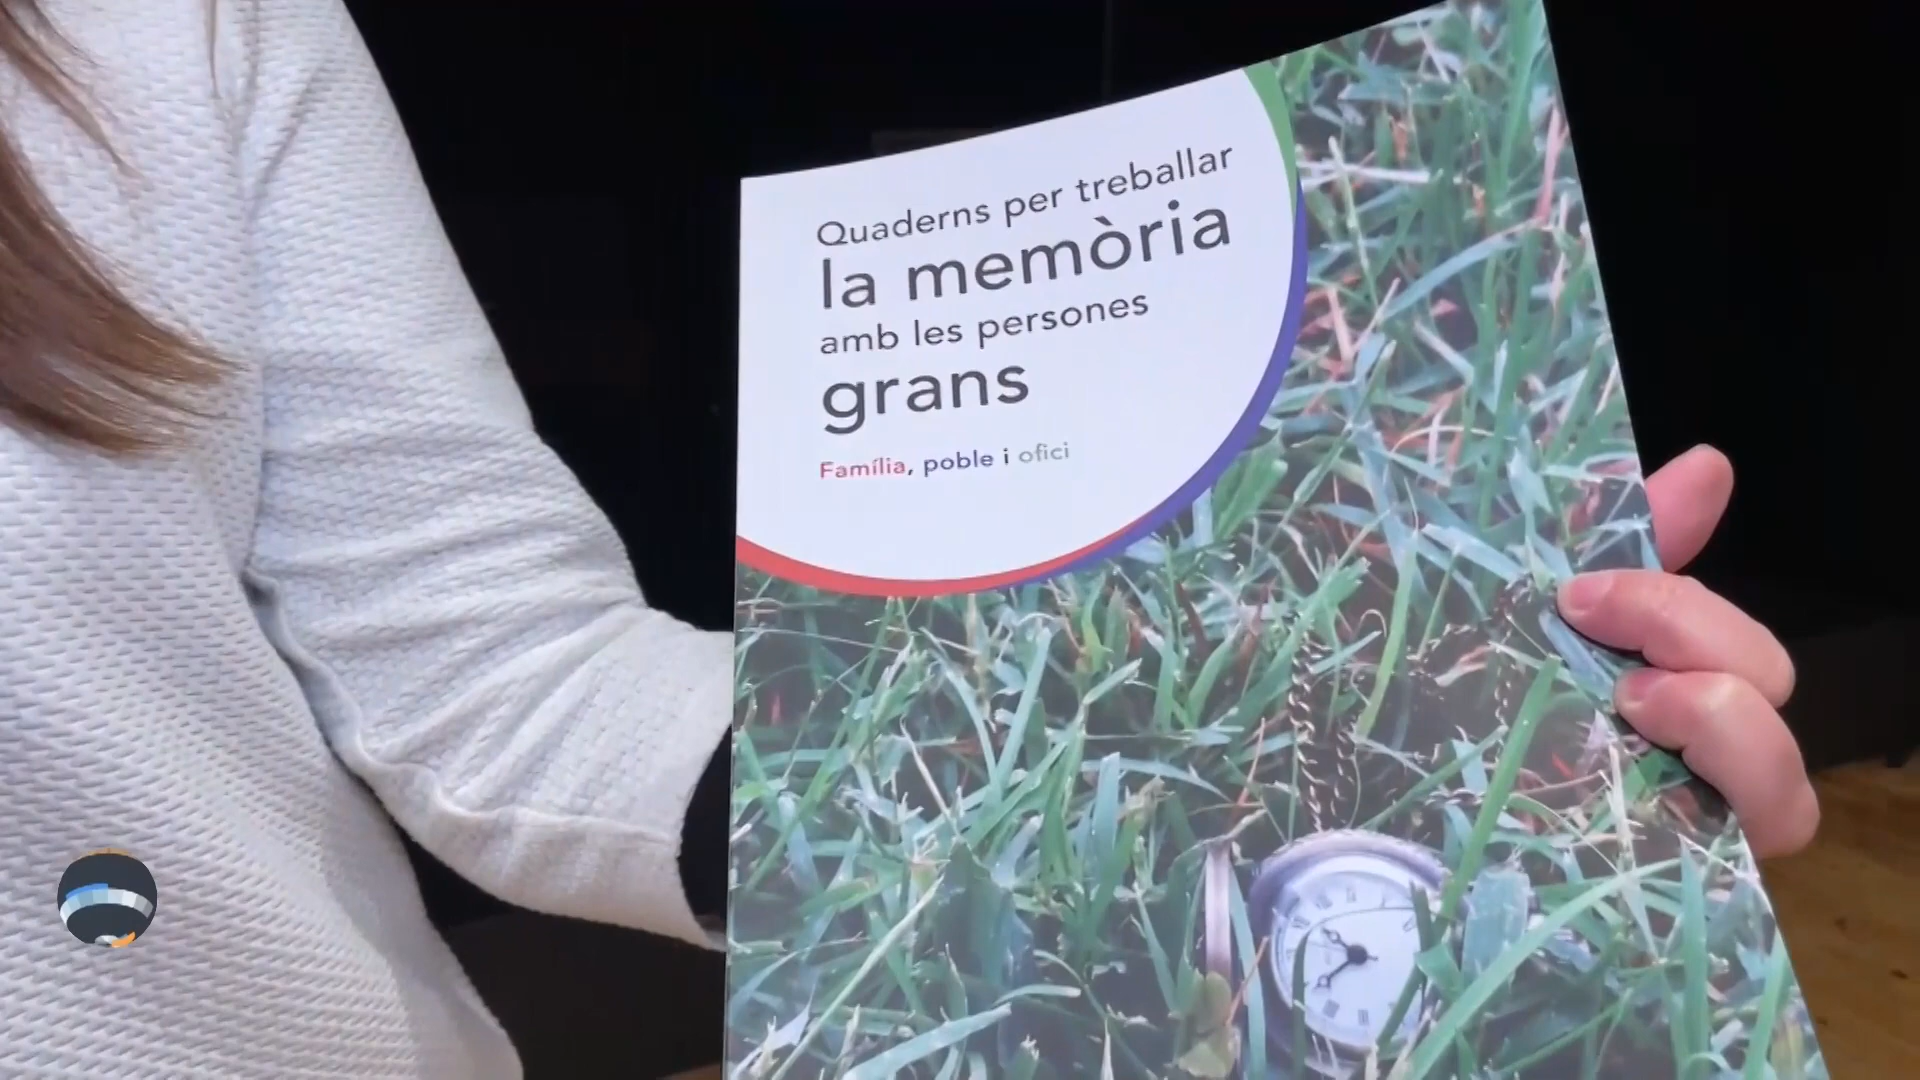 Quaderns per treballar
la memòria
amb les persones
grans
Família, poble i ofici